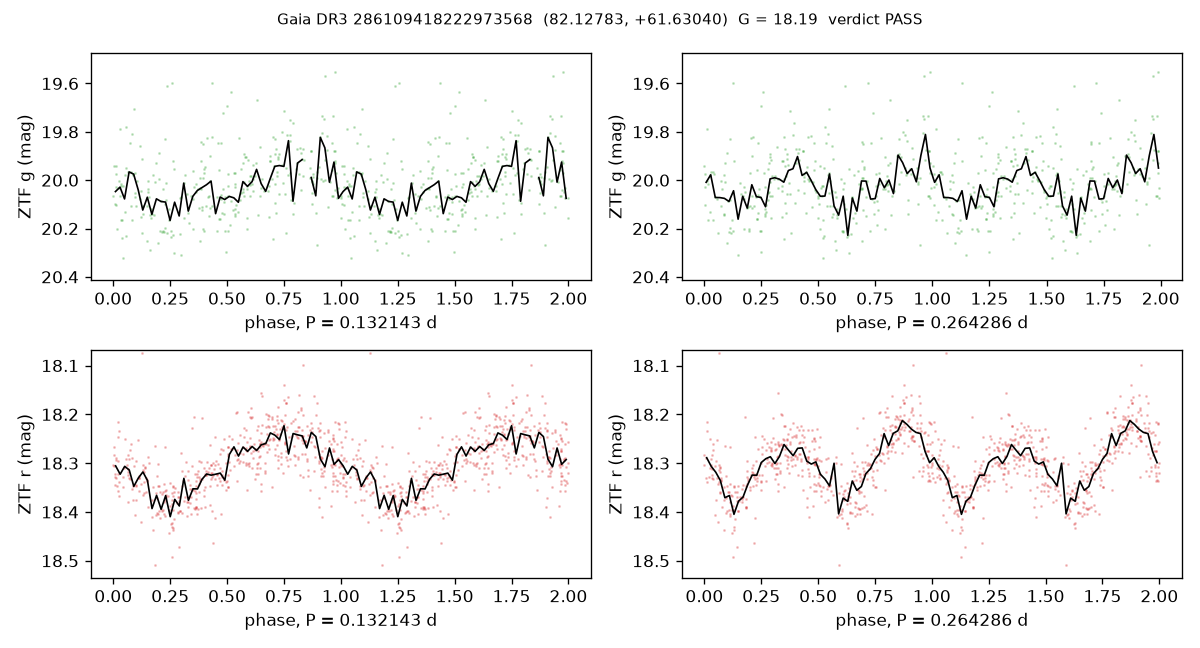 Gaia DR3 286109418222973568  (82.12783, +61.63040)  G = 18.19  verdict PASS
ZTF g (mag)
19.6
19.8
20.0
20.2
20.4
0.00 0.25 0.50 0.75 1.00 1.25 1.50 1.75 2.00
phase, P = 0.132143 d
ZTF g (mag)
19.6
19.8
20.0
20.2
20.4
0.00 0.25 0.50 0.75 1.00 1.25 1.50 1.75 2.00
phase, P = 0.264286 d
ZTF r (mag)
18.1
18.2
18.3
18.4
18.5
0.00 0.25 0.50 0.75 1.00 1.25 1.50 1.75 2.00
phase, P = 0.132143 d
ZTF r (mag)
18.1
18.2
18.3
18.4
18.5
0.00 0.25 0.50 0.75 1.00 1.25 1.50 1.75 2.00
phase, P = 0.264286 d